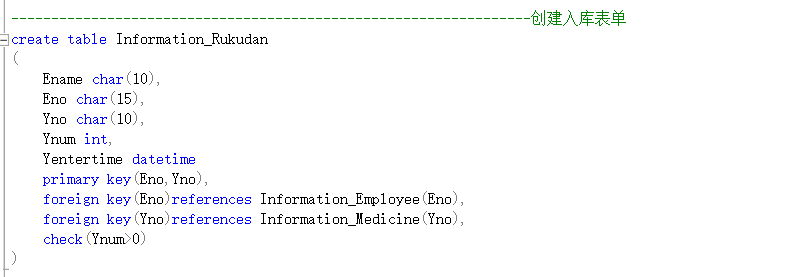 -----------------------------------------------------------------创建入库表单
create table Information_Rukudan
(
    Ename char(10),
    Eno char(15),
    Yno char(10),
    Ynum int,
    Yentertime datetime
    primary key(Eno,Yno),
    foreign key(Eno)references Information_Employee(Eno),
    foreign key(Yno)references Information_Medicine(Yno),
    check(Ynum>0)
)